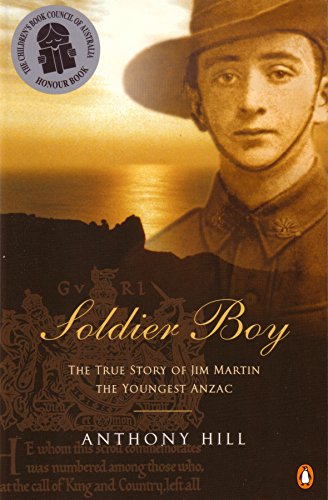 THE CHILDREN'S BOOK COUNCIL OF AUSTRALIA
HONOUR BOOK
G V R I
Soldier Boy
THE TRUE STORY OF JIM MARTIN
THE YOUNGEST ANZAC
ANTHONY HILL
HE whom this scroll commemorates
was numbered among those who,
at the call of King and Country, left all